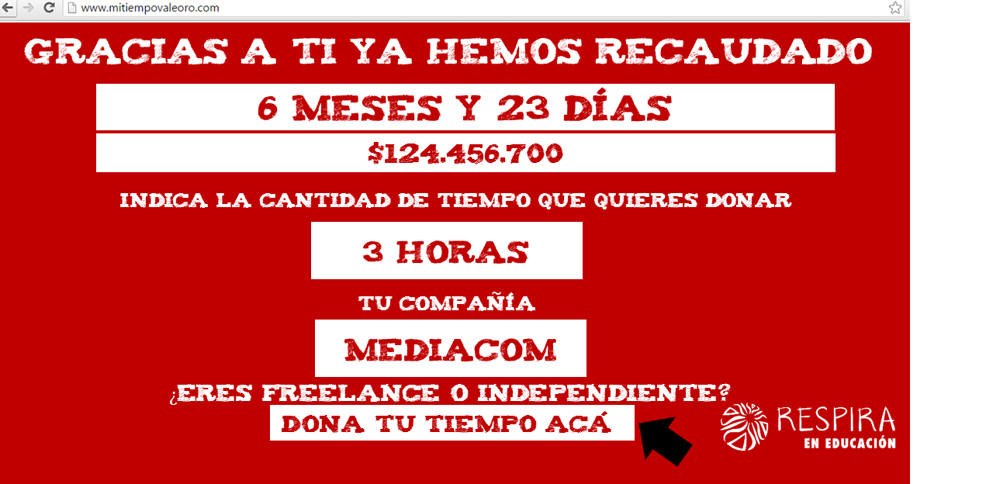 www.mitiempovaleoro.com
GRACIAS A TI YA HEMOS RECAUDADO
6 MESES Y 23 DÍAS
$124.456.700
INDICA LA CANTIDAD DE TIEMPO QUE QUIERES DONAR
3 HORAS
TU COMPAÑÍA
MEDIACOM
¿ERES FREELANCE O INDEPENDIENTE?
DONA TU TIEMPO ACÁ
RESPIRA
EN EDUCACIÓN